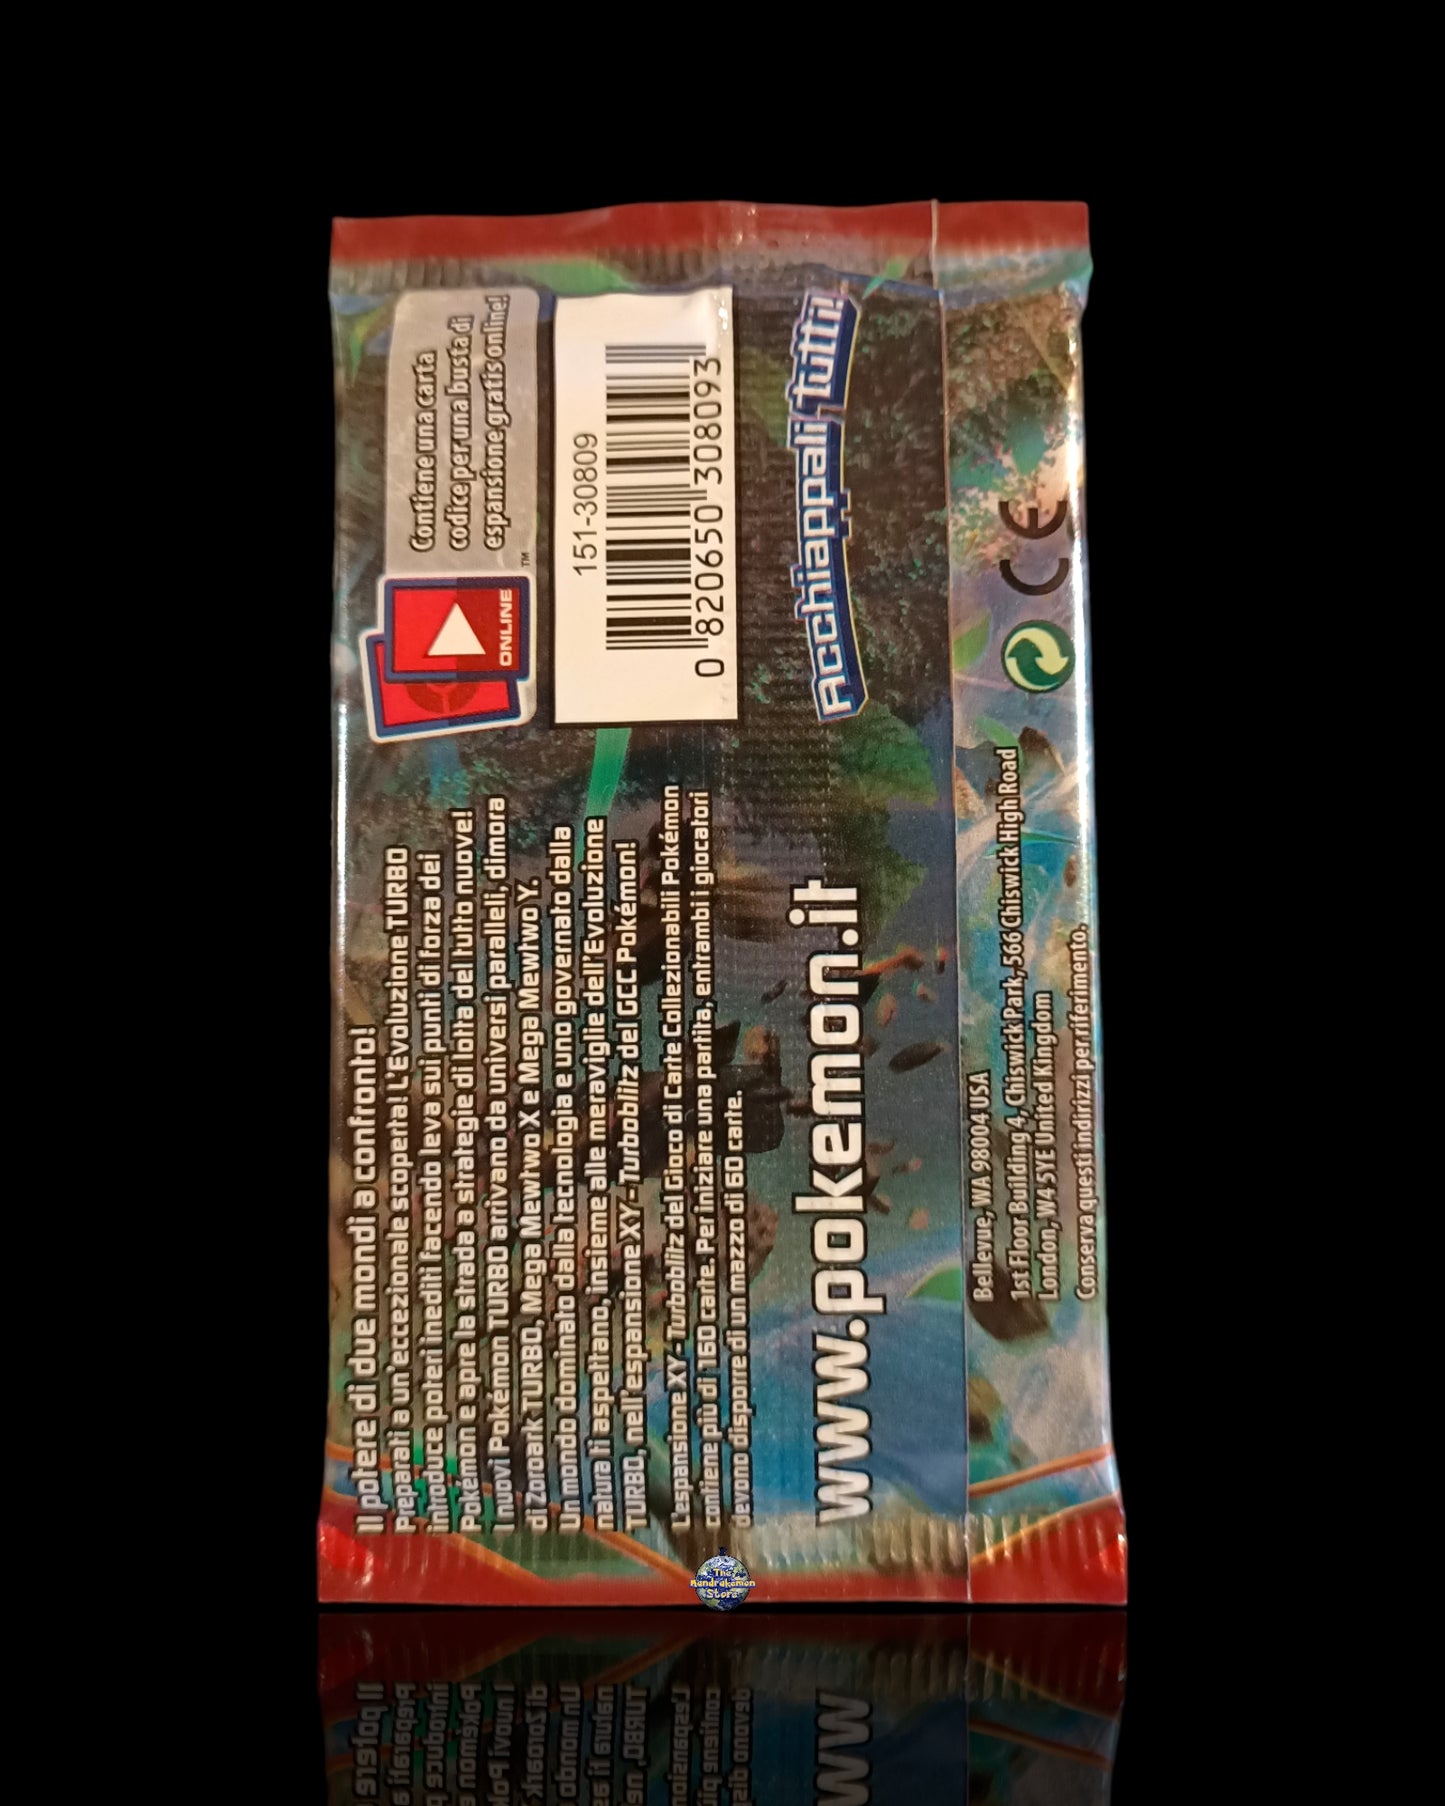 Il potere di due mondi a confronto!
Preparati a un'eccezionale scoperta! L'Evoluzione TURBO
introduce poteri inediti facendo leva sui punti di forza dei
Pokémon e apre la strada a strategie di lotta del tutto nuove!
I nuovi Pokémon TURBO arrivano da universi paralleli, dimora
di Zoroark TURBO, Mega Mewtwo X e Mega Mewtwo Y.
Un mondo dominato dalla tecnologia e uno governato dalla
natura ti aspettano, insieme alle meraviglie dell'Evoluzione
TURBO, nell'espansione XY - Turboblitz del GCC Pokémon!
L'espansione XY - Turboblitz del Gioco di Carte Collezionabili Pokémon
contiene più di 160 carte. Per iniziare una partita, entrambi i giocatori
devono disporre di un mazzo di 60 carte.
www.pokemon.it
ONLINE
TM
Contiene una carta
codice per una busta di
espansione gratis online!
151-30809
0 820650 308093
Acchiappali tutti!
Bellevue, WA 98004 USA
1st Floor Building 4, Chiswick Park, 566 Chiswick High Road
London, W4 5YE United Kingdom
Conserva questi indirizzi per riferimento.
CE
The
Mandrakemon
Store